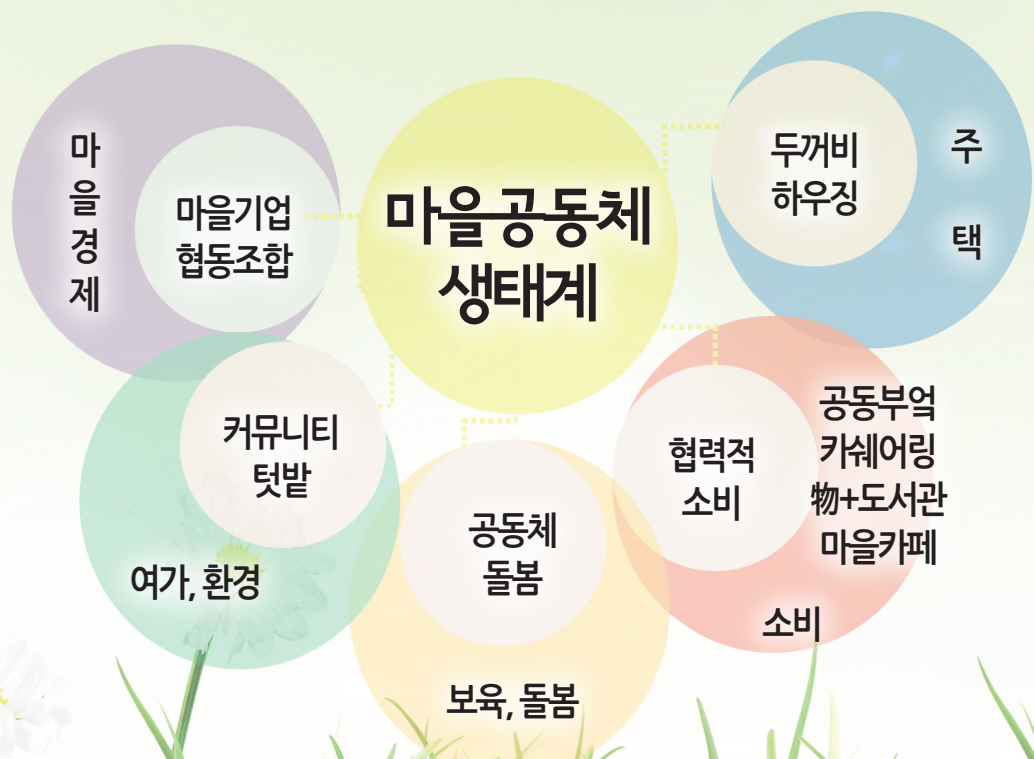 마을공동체
생태계
마을경제
마을기업
협동조합
두꺼비
하우징
주택
커뮤니티
텃밭
여가, 환경
공동체
돌봄
보육, 돌봄
협력적
소비
공동부엌
카쉐어링
物+도서관
마을카페
소비